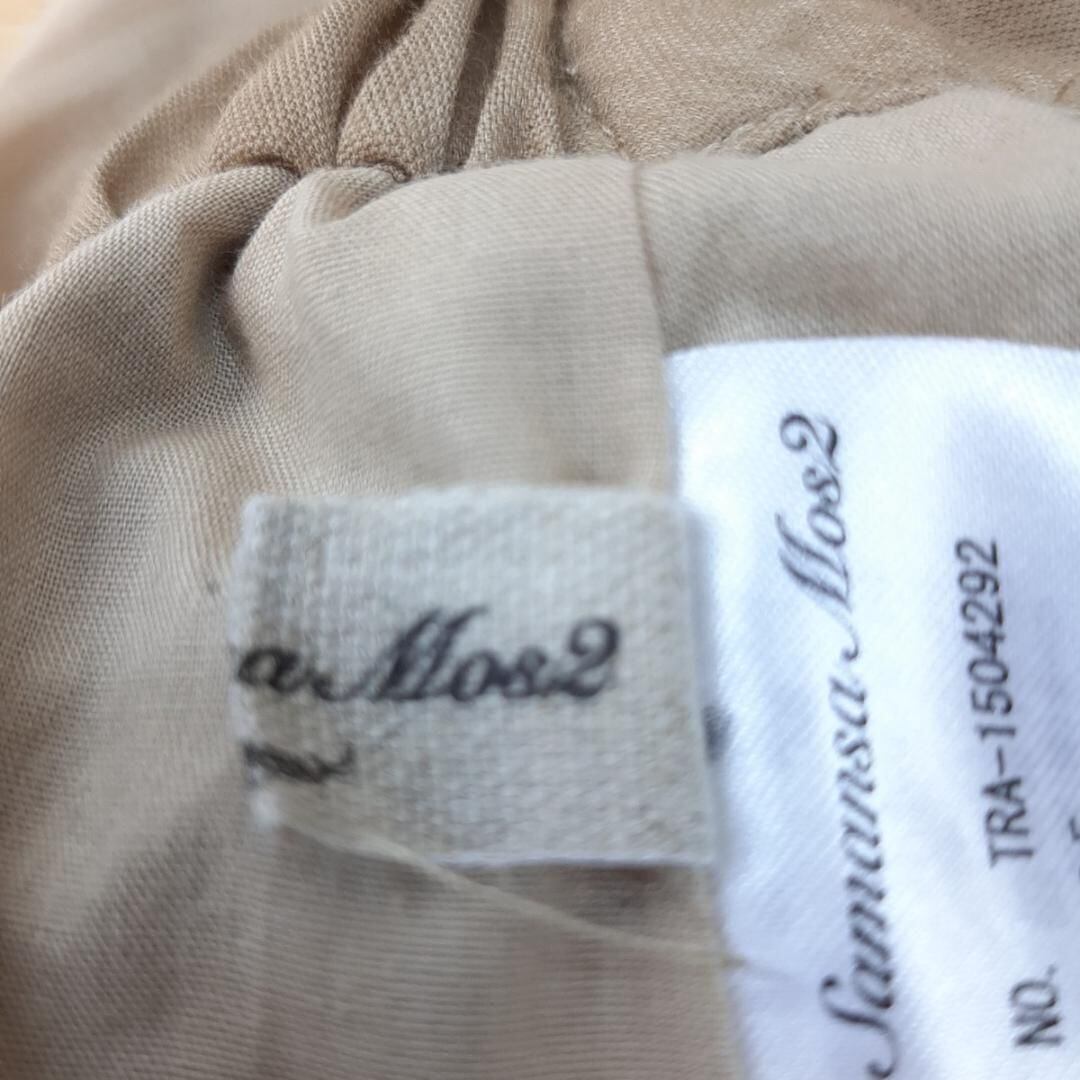 a Mos2
Samansa Mos2
NO. TRA-1504292